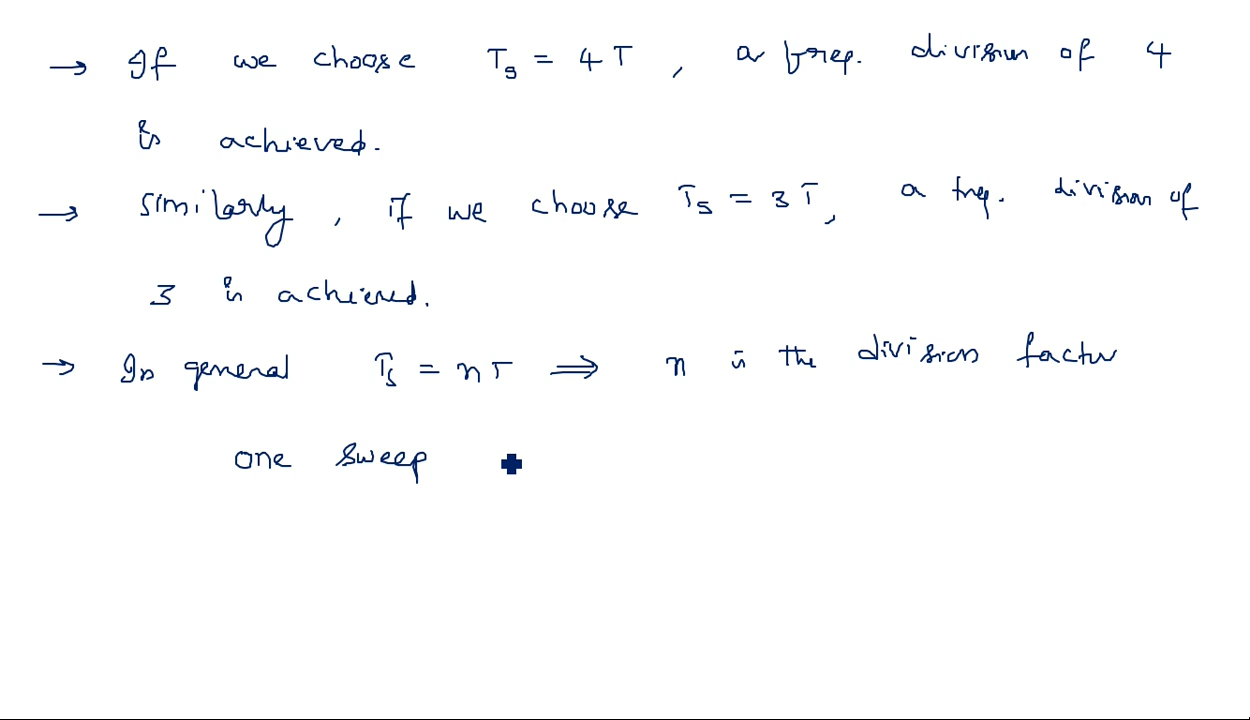 → If we choose Ts = 4T, a freq. division of 4
is achieved.
→ Similarly, if we choose Ts = 3T, a freq. division of
3 is achieved.
→ In general Ts = nT ⟹ n is the division factor
one sweep